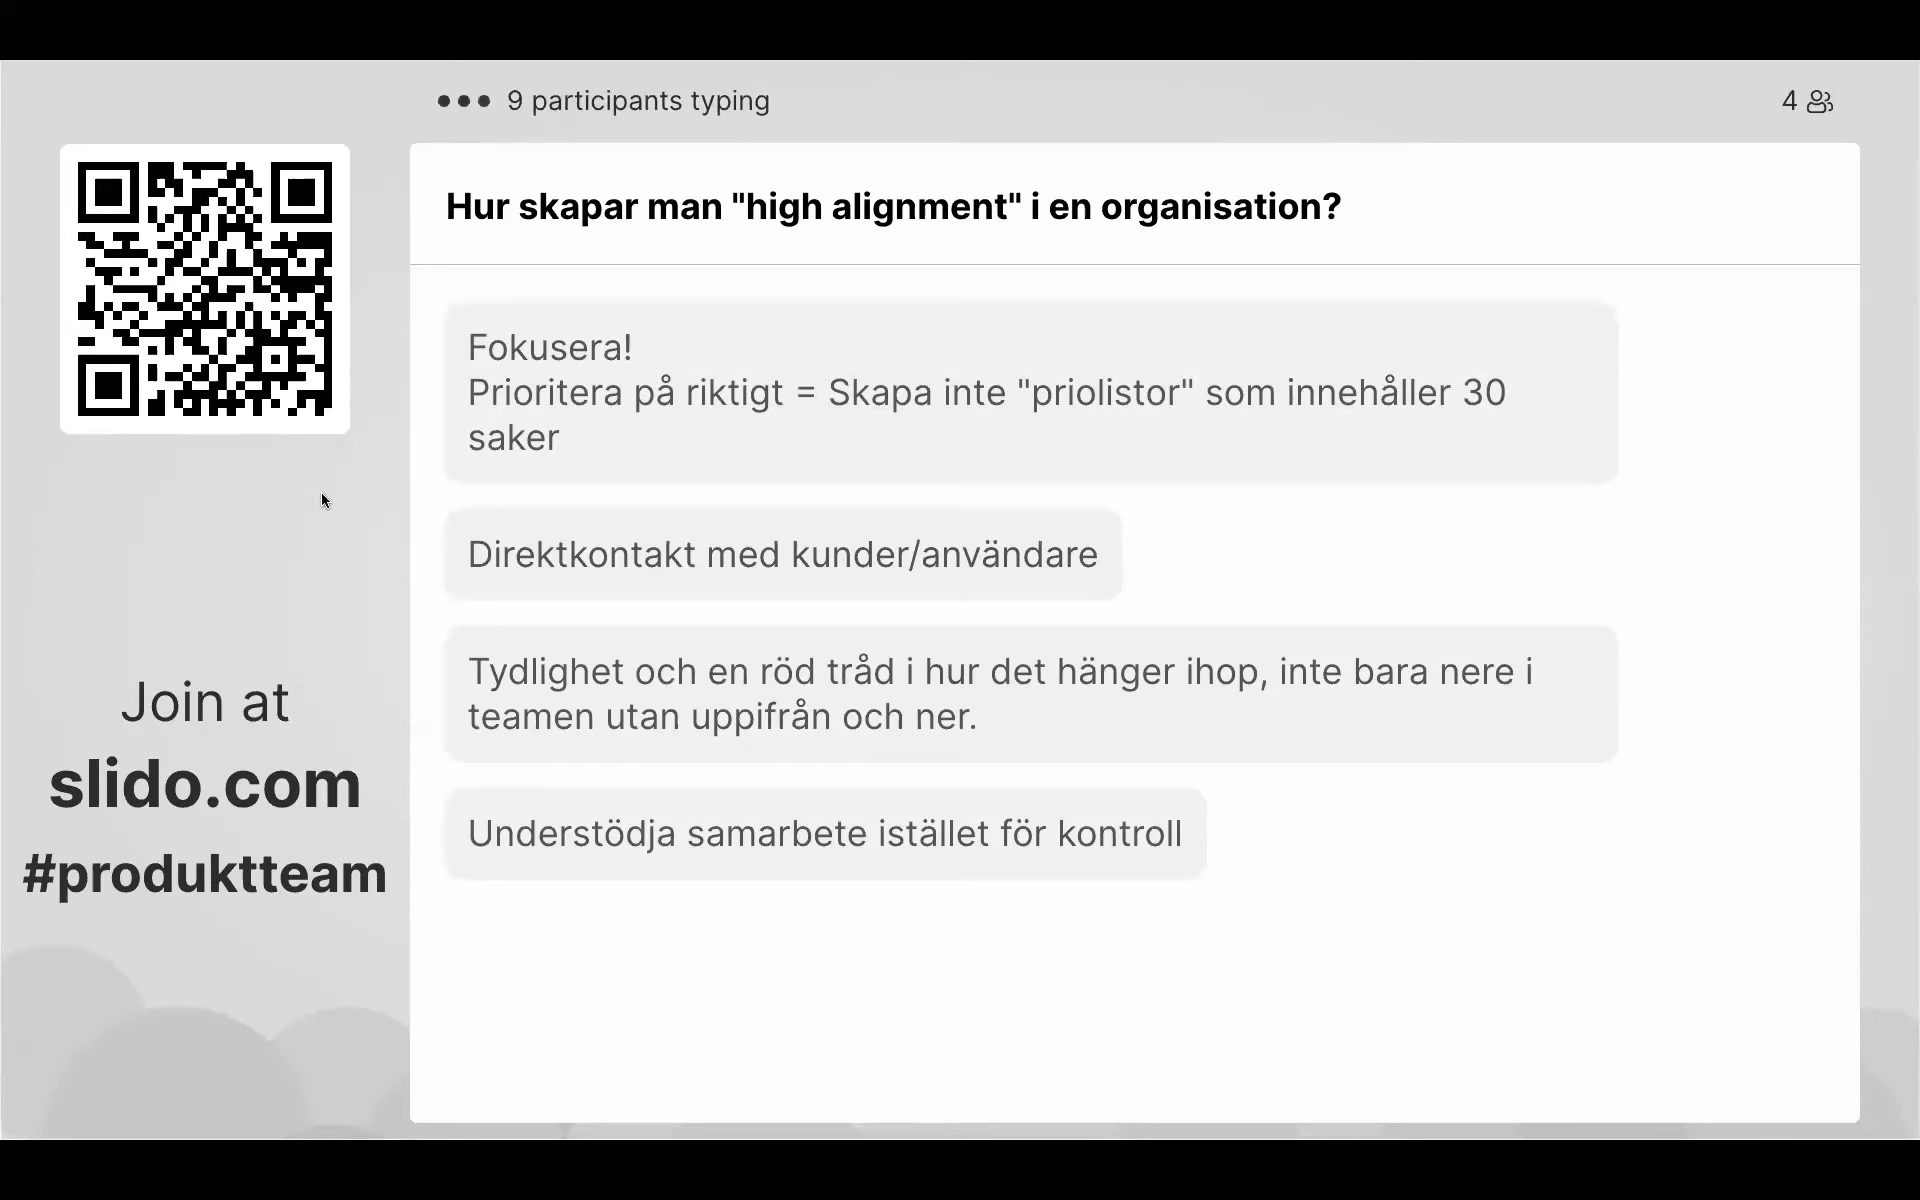 9 participants typing
4
Hur skapar man "high alignment" i en organisation?
Fokusera!
Prioritera på riktigt = Skapa inte "priolistor" som innehåller 30
saker
Direktkontakt med kunder/användare
Tydlighet och en röd tråd i hur det hänger ihop, inte bara nere i
teamen utan uppifrån och ner.
Understödja samarbete istället för kontroll
Join at
slido.com
#produktteam